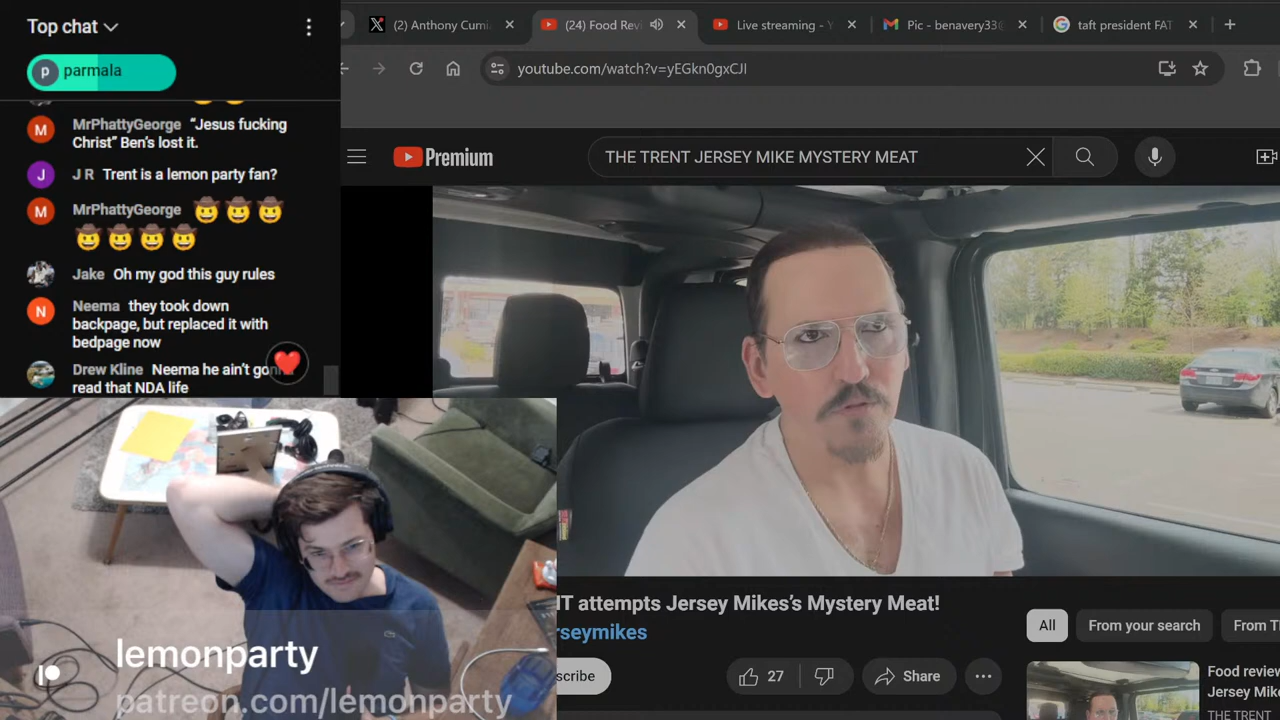 Top chat
p parmala
M MrPhattyGeorge “Jesus fucking
Christ” Ben's lost it.
J J R Trent is a lemon party fan?
M MrPhattyGeorge 🤠🤠🤠
🤠🤠🤠🤠
Jake Oh my god this guy rules
N Neema they took down
backpage, but replaced it with
bedpage now
Drew Kline Neema he ain't
read that NDA life
(2) Anthony Cumi
(24) Food Revi
Live streaming - Y
Pic - benavery33@
taft president FAT
youtube.com/watch?v=yEGkn0gxCJI
Premium
THE TRENT JERSEY MIKE MYSTERY MEAT
NT attempts Jersey Mikes's Mystery Meat!
rseymikes
scribe
27
Share
All
From your search
From T
Food review
Jersey Mike
THE TRENT
lemonparty
patreon.com/lemonparty